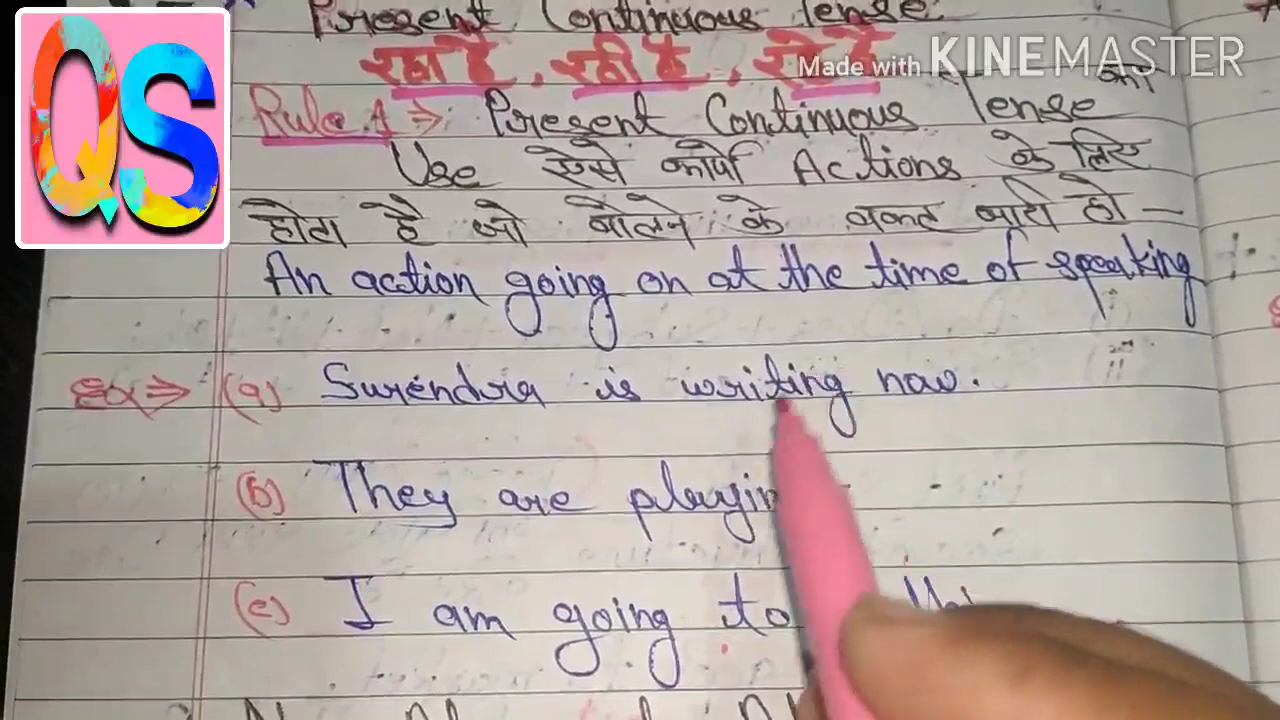 QS
Made with KINEMASTER
Present Continuous Tense
रहा है, रही है, रहे हैं
Rule 1 ⇒ Present Continuous Tense का
Use ऐसे कार्यो Actions के लिए
होता है जो बोलने के वक्त जारी हो —
An action going on at the time of speaking
Ex ⇒ (a) Surendra is writing now.
(b) They are playin
(c) I am going to